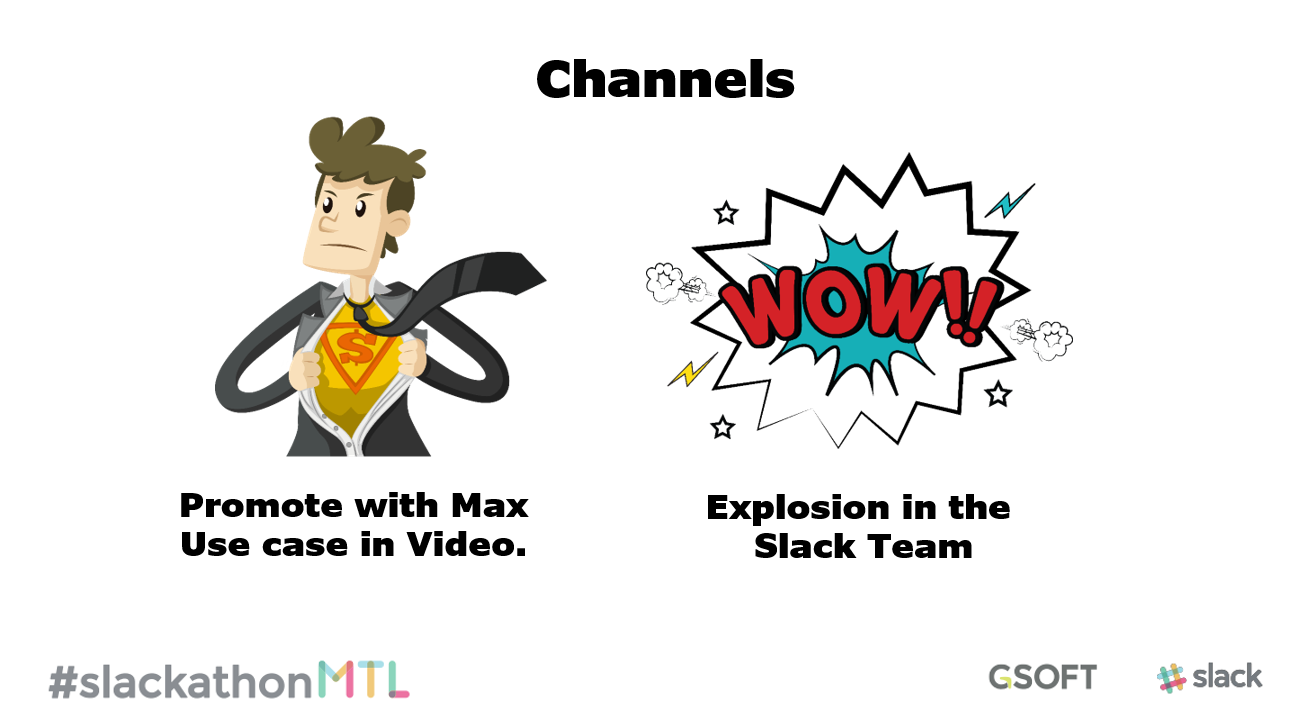 Channels
$
WOW!!
Promote with Max
Use case in Video.
Explosion in the
Slack Team
#slackathonMTL
GSOFT
slack